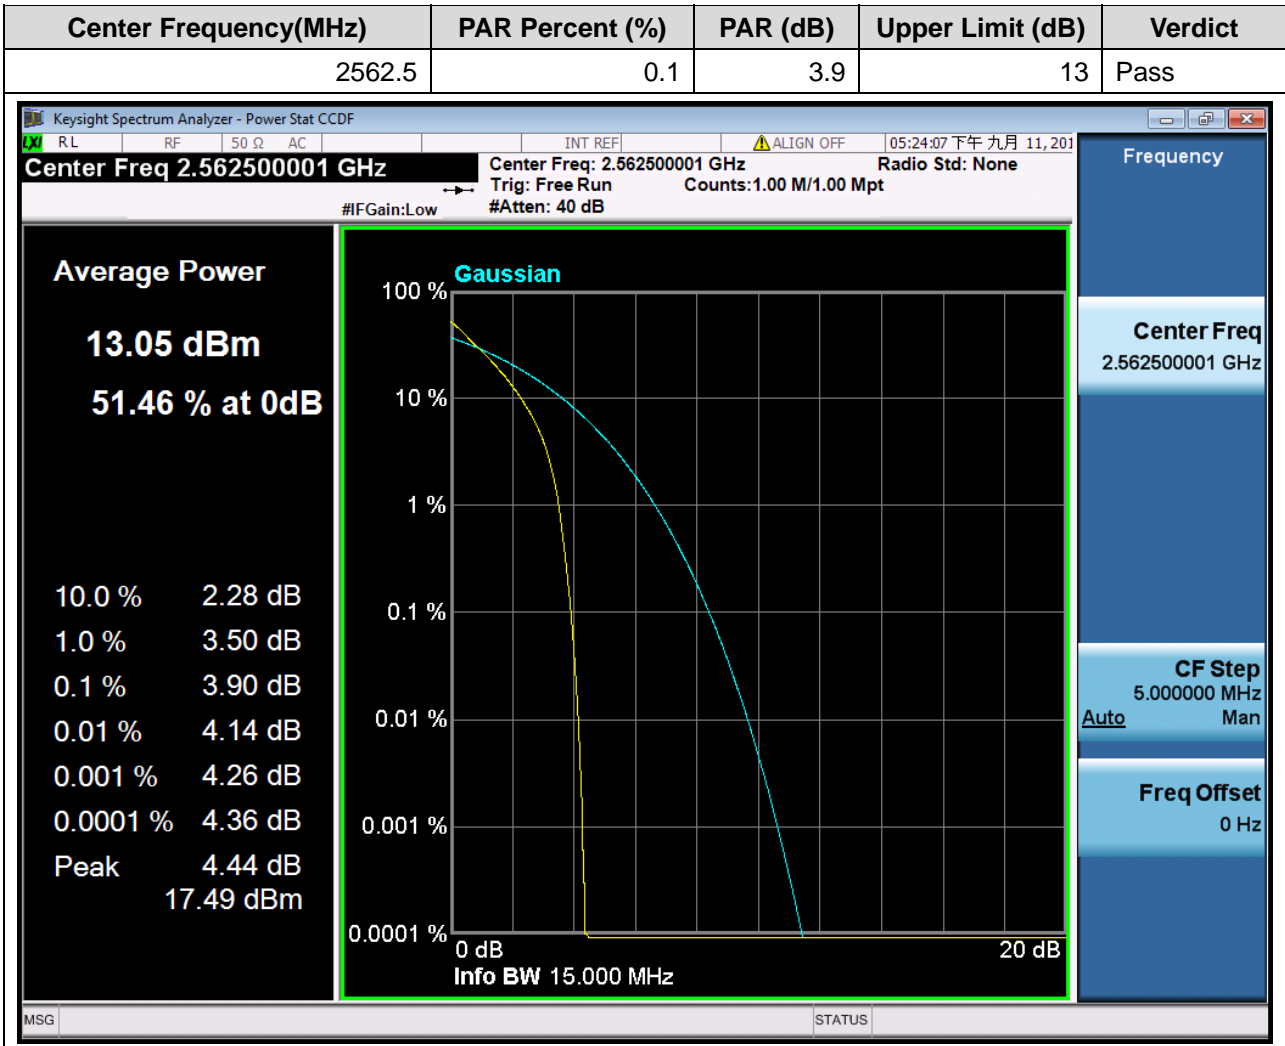 Center Frequency(MHz) PAR Percent (%) PAR (dB) Upper Limit (dB) Verdict
2562.5 0.1 3.9 13 Pass
Keysight Spectrum Analyzer - Power Stat CCDF
LXI RL RF 50 Ω AC INT REF ALIGN OFF 05:24:07 下午 九月 11, 201
Center Freq 2.562500001 GHz
Center Freq: 2.562500001 GHz Radio Std: None
Trig: Free Run Counts:1.00 M/1.00 Mpt
#IFGain:Low #Atten: 40 dB
Frequency
Average Power
13.05 dBm
51.46 % at 0dB
10.0 % 2.28 dB
1.0 % 3.50 dB
0.1 % 3.90 dB
0.01 % 4.14 dB
0.001 % 4.26 dB
0.0001 % 4.36 dB
Peak 4.44 dB
17.49 dBm
Gaussian
100 %
10 %
1 %
0.1 %
0.01 %
0.001 %
0.0001 %
0 dB 20 dB
Info BW 15.000 MHz
Center Freq
2.562500001 GHz
CF Step
5.000000 MHz
Auto Man
Freq Offset
0 Hz
MSG STATUS